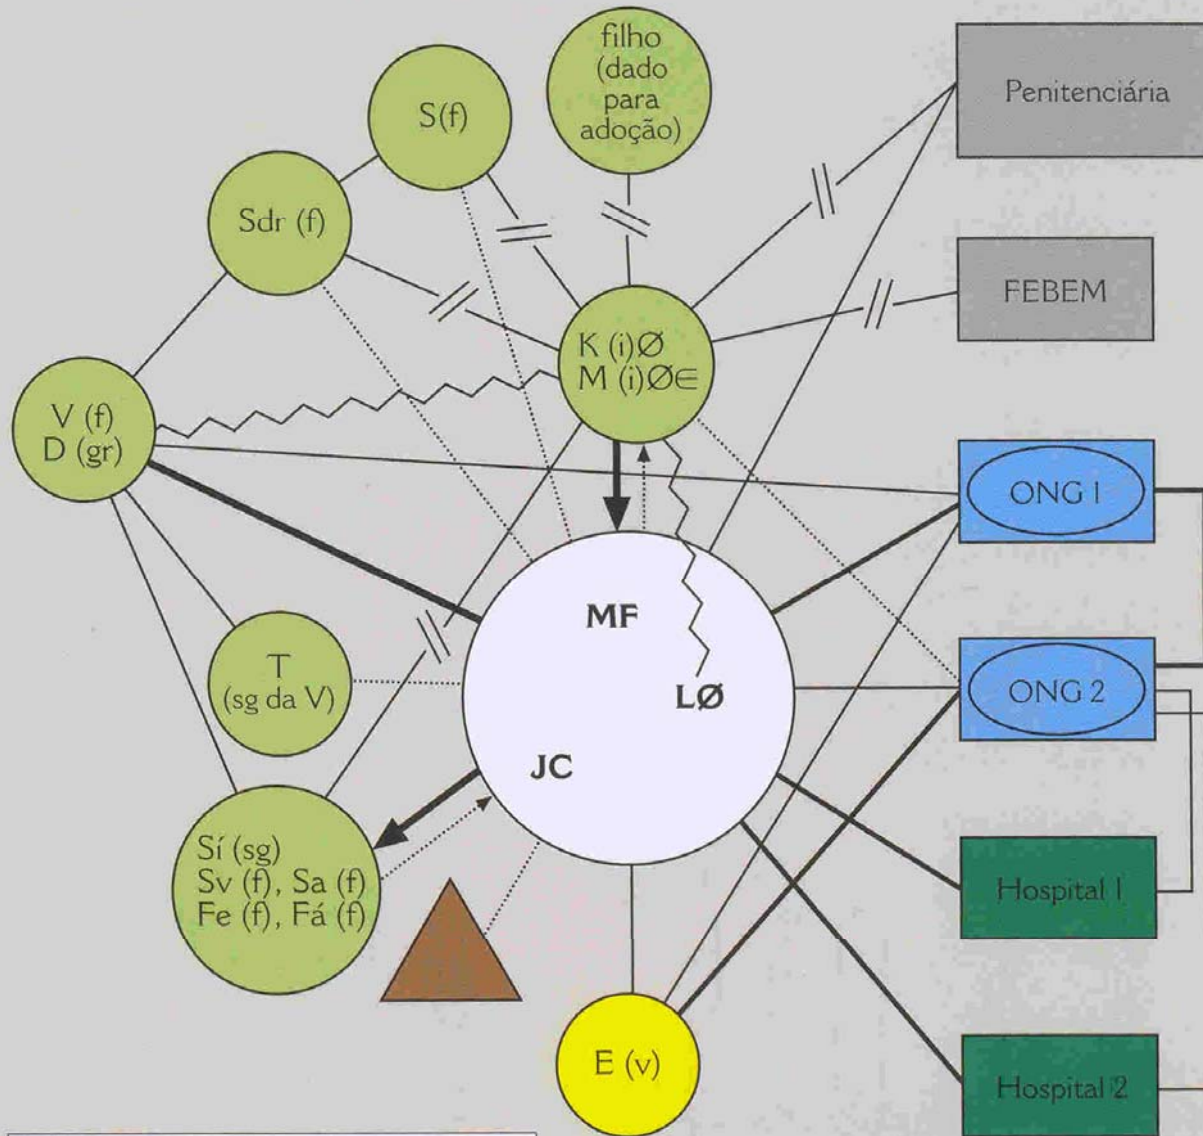 filho
(dado
para
adoção)
Penitenciária
S(f)
Sdr (f)
FEBEM
K (i)Ø
M (i)Ø∈
V (f)
D (gr)
ONG 1
MF
T
(sg da V)
LØ
ONG 2
JC
Sí (sg)
Sv (f), Sa (f)
Fe (f), Fá (f)
Hospital 1
E (v)
Hospital 2